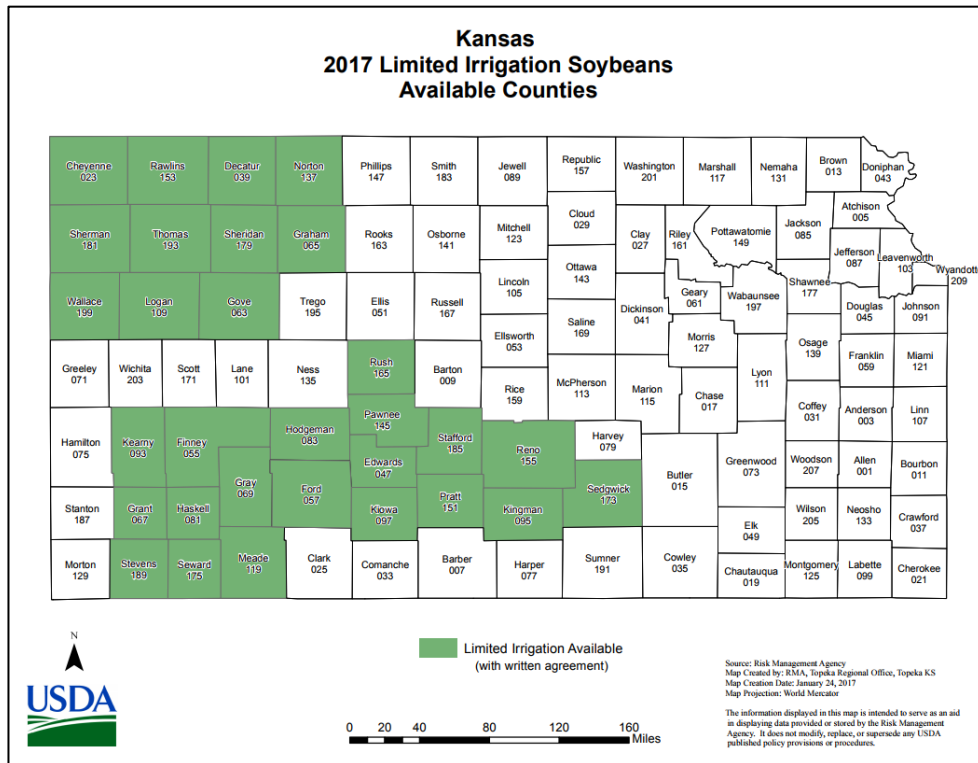 Kansas
2017 Limited Irrigation Soybeans
Available Counties
Cheyenne
023
Rawlins
153
Decatur
039
Norton
137
Phillips
147
Smith
183
Jewell
089
Republic
157
Washington
201
Marshall
117
Nemaha
131
Brown
013
Doniphan
043
Atchison
005
Sherman
181
Thomas
193
Sheridan
179
Graham
065
Rooks
163
Osborne
141
Mitchell
123
Cloud
029
Clay
027
Riley
161
Pottawatomie
149
Jackson
085
Jefferson
087
Leavenworth
103
Wyandotte
209
Wallace
199
Logan
109
Gove
063
Trego
195
Ellis
051
Russell
167
Lincoln
105
Ottawa
143
Dickinson
041
Geary
061
Wabaunsee
197
Shawnee
177
Douglas
045
Johnson
091
Ellsworth
053
Saline
169
Morris
127
Osage
139
Franklin
059
Miami
121
Greeley
071
Wichita
203
Scott
171
Lane
101
Ness
135
Rush
165
Barton
009
Rice
159
McPherson
113
Marion
115
Chase
017
Lyon
111
Coffey
031
Anderson
003
Linn
107
Hamilton
075
Kearny
093
Finney
055
Hodgeman
083
Pawnee
145
Stafford
185
Edwards
047
Reno
155
Harvey
079
Sedgwick
173
Butler
015
Greenwood
073
Woodson
207
Allen
001
Bourbon
011
Gray
069
Ford
057
Kiowa
097
Pratt
151
Kingman
095
Stanton
187
Grant
067
Haskell
081
Elk
049
Wilson
205
Neosho
133
Crawford
037
Morton
129
Stevens
189
Seward
175
Meade
119
Clark
025
Comanche
033
Barber
007
Harper
077
Sumner
191
Cowley
035
Chautauqua
019
Montgomery
125
Labette
099
Cherokee
021
N
USDA
Limited Irrigation Available
(with written agreement)
0 20 40 80 120 160
Miles
Source: Risk Management Agency
Map Created by: RMA, Topeka Regional Office, Topeka KS
Map Creation Date: January 24, 2017
Map Projection: World Mercator
The information displayed in this map is intended to serve as an aid
in displaying data provided or stored by the Risk Management
Agency. It does not modify, replace, or supersede any USDA
published policy provisions or procedures.